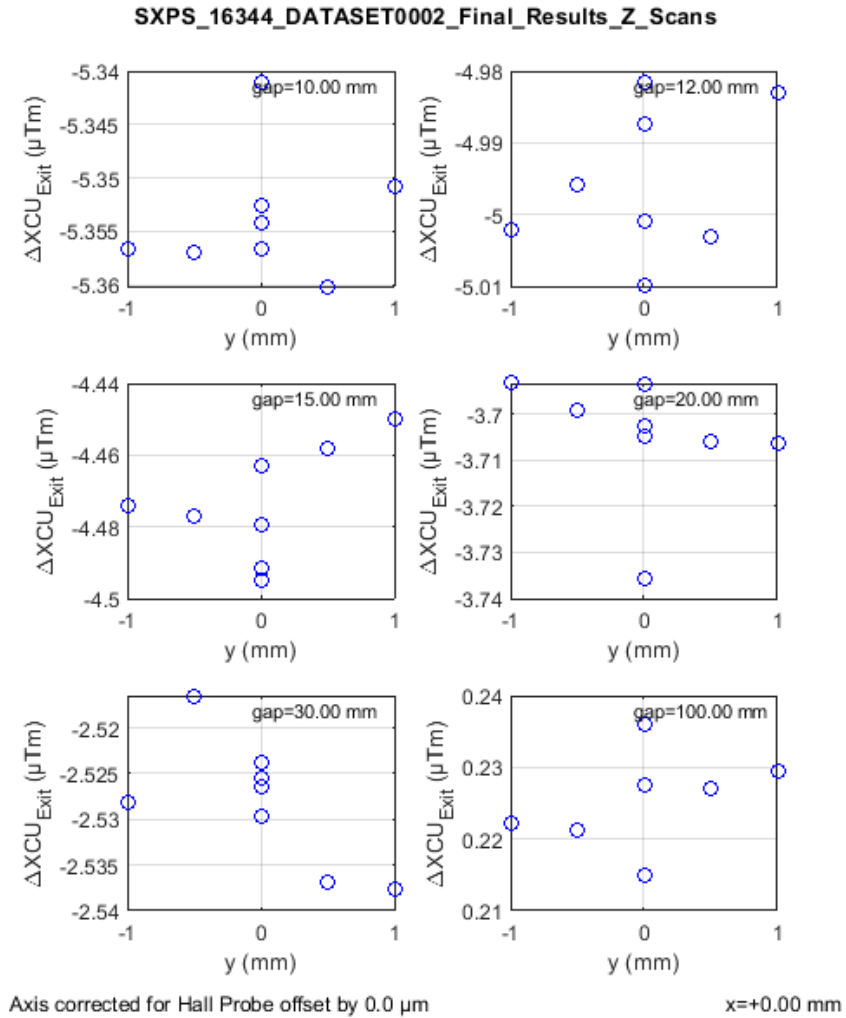 SXPS_16344_DATASET0002_Final_Results_Z_Scans
gap=10.00 mm
ΔXCU_Exit (µTm)
-5.34
-5.345
-5.35
-5.355
-5.36
-1
0
1
y (mm)
gap=12.00 mm
ΔXCU_Exit (µTm)
-4.98
-4.99
-5
-5.01
-1
0
1
y (mm)
gap=15.00 mm
ΔXCU_Exit (µTm)
-4.44
-4.46
-4.48
-4.5
-1
0
1
y (mm)
gap=20.00 mm
ΔXCU_Exit (µTm)
-3.7
-3.71
-3.72
-3.73
-3.74
-1
0
1
y (mm)
gap=30.00 mm
ΔXCU_Exit (µTm)
-2.52
-2.525
-2.53
-2.535
-2.54
-1
0
1
y (mm)
gap=100.00 mm
ΔXCU_Exit (µTm)
0.24
0.23
0.22
0.21
-1
0
1
y (mm)
Axis corrected for Hall Probe offset by 0.0 µm
x=+0.00 mm